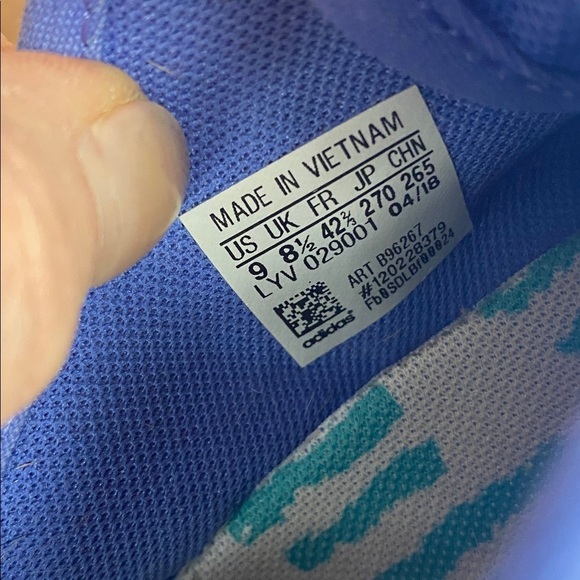 MADE IN VIETNAM
US UK FR JP CHN
9 8½ 42⅔ 270 265
LYV 029001 04/18
ART B96267
#120228379
adidas